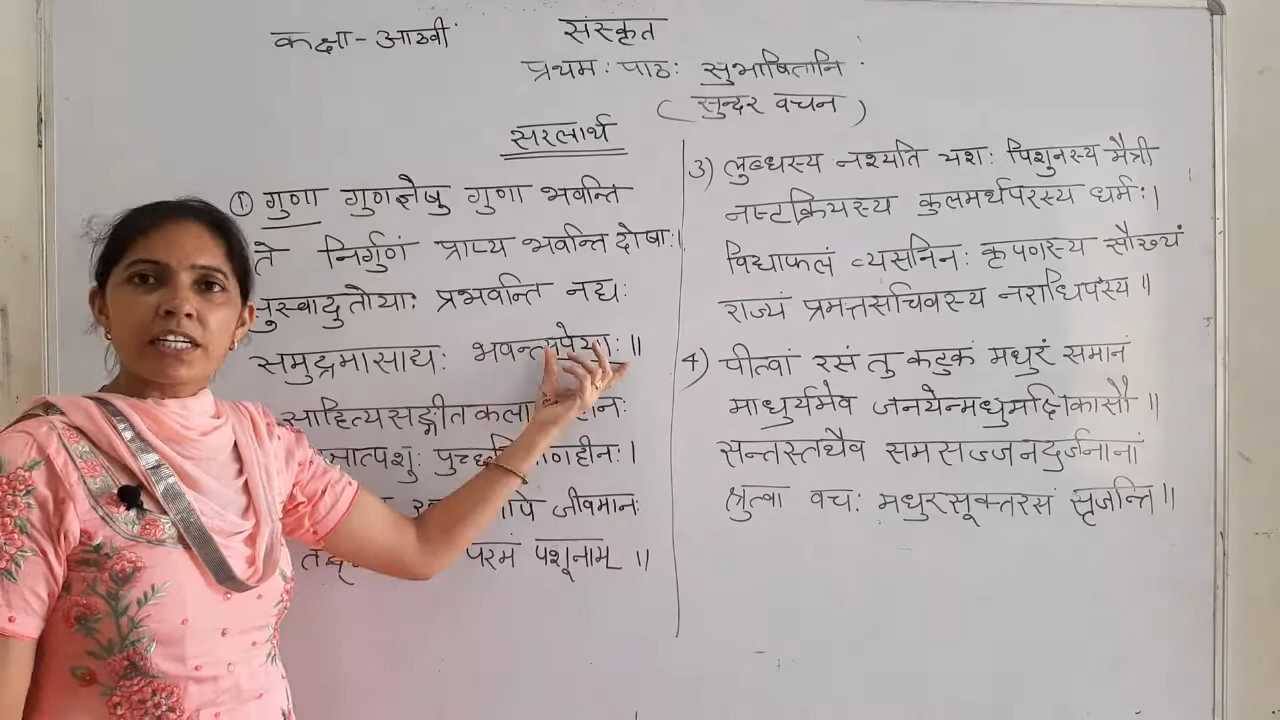 कक्षा - आठवीं
संस्कृत
प्रथमः पाठः सुभाषितानि
( सुन्दर वचन )
सरलार्थ
① गुणा गुणज्ञेषु गुणा भवन्ति
ते निर्गुणं प्राप्य भवन्ति दोषाः।
सुस्वादुतोयाः प्रभवन्ति नद्यः
समुद्रमासाद्यः भवन्त्यपेयाः॥
साहित्यसङ्गीतकला
पुच्छ हीनः।
जीवमानः
परमं पशूनाम् ॥
3) लुब्धस्य नश्यति यशः पिशुनस्य मैत्री
नष्टक्रियस्य कुलमर्थपरस्य धर्मः।
विद्याफलं व्यसनिनः कृपणस्य सौख्यं
राज्यं प्रमत्तसचिवस्य नराधिपस्य॥
4) पीत्वां रसं तु कटुकं मधुरं समानं
माधुर्यमेव जनयेन्मधुमक्षिकासौ॥
सन्तस्तथैव समसज्जनदुर्जनानां
श्रुत्वा वचः मधुरसूक्तरसं सृजन्ति॥